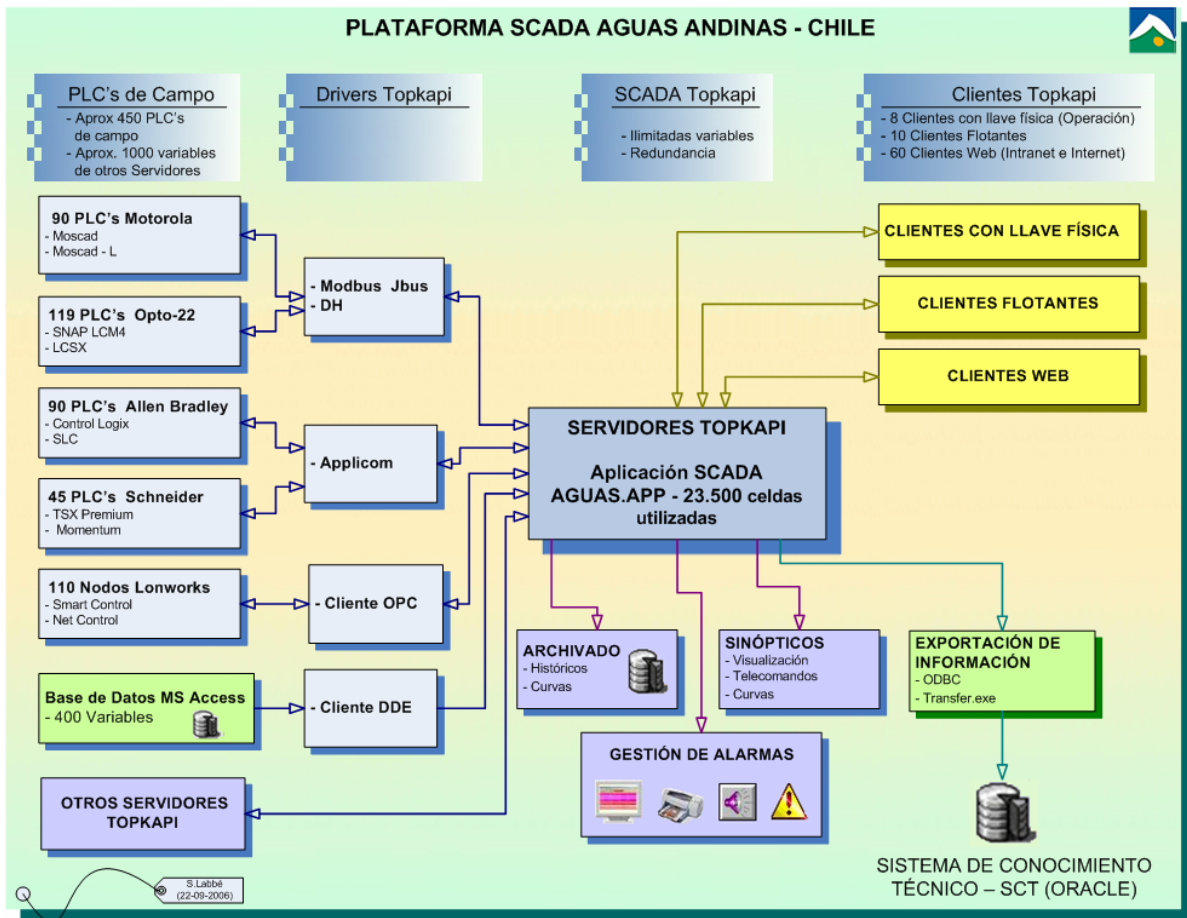 PLATAFORMA SCADA AGUAS ANDINAS - CHILE
PLC's de Campo
- Aprox 450 PLC's
de campo
- Aprox. 1000 variables
de otros Servidores
Drivers Topkapi
SCADA Topkapi
- Ilimitadas variables
- Redundancia
Clientes Topkapi
- 8 Clientes con llave física (Operación)
- 10 Clientes Flotantes
- 60 Clientes Web (Intranet e Internet)
90 PLC's Motorola
- Moscad
- Moscad - L
119 PLC's Opto-22
- SNAP LCM4
- LCSX
90 PLC's Allen Bradley
- Control Logix
- SLC
45 PLC's Schneider
- TSX Premium
- Momentum
110 Nodos Lonworks
- Smart Control
- Net Control
Base de Datos MS Access
- 400 Variables
OTROS SERVIDORES
TOPKAPI
- Modbus Jbus
- DH
- Applicom
- Cliente OPC
- Cliente DDE
CLIENTES CON LLAVE FÍSICA
CLIENTES FLOTANTES
CLIENTES WEB
SERVIDORES TOPKAPI
Aplicación SCADA
AGUAS.APP - 23.500 celdas
utilizadas
ARCHIVADO
- Históricos
- Curvas
SINÓPTICOS
- Visualización
- Telecomandos
- Curvas
EXPORTACIÓN DE
INFORMACIÓN
- ODBC
- Transfer.exe
GESTIÓN DE ALARMAS
SISTEMA DE CONOCIMIENTO
TÉCNICO – SCT (ORACLE)
S.Labbé
(22-09-2006)